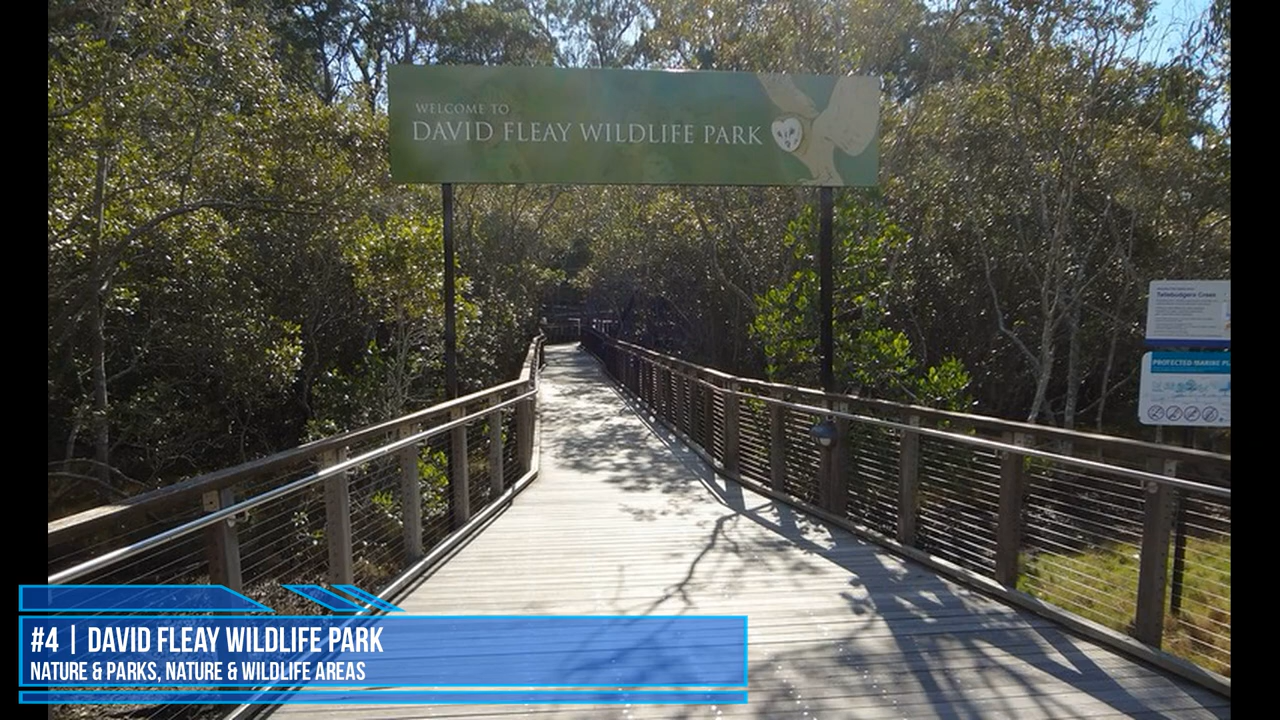 WELCOME TO
DAVID FLEAY WILDLIFE PARK
Tallebudgera Creek
PROTECTED MARINE
#4 | DAVID FLEAY WILDLIFE PARK
NATURE & PARKS, NATURE & WILDLIFE AREAS